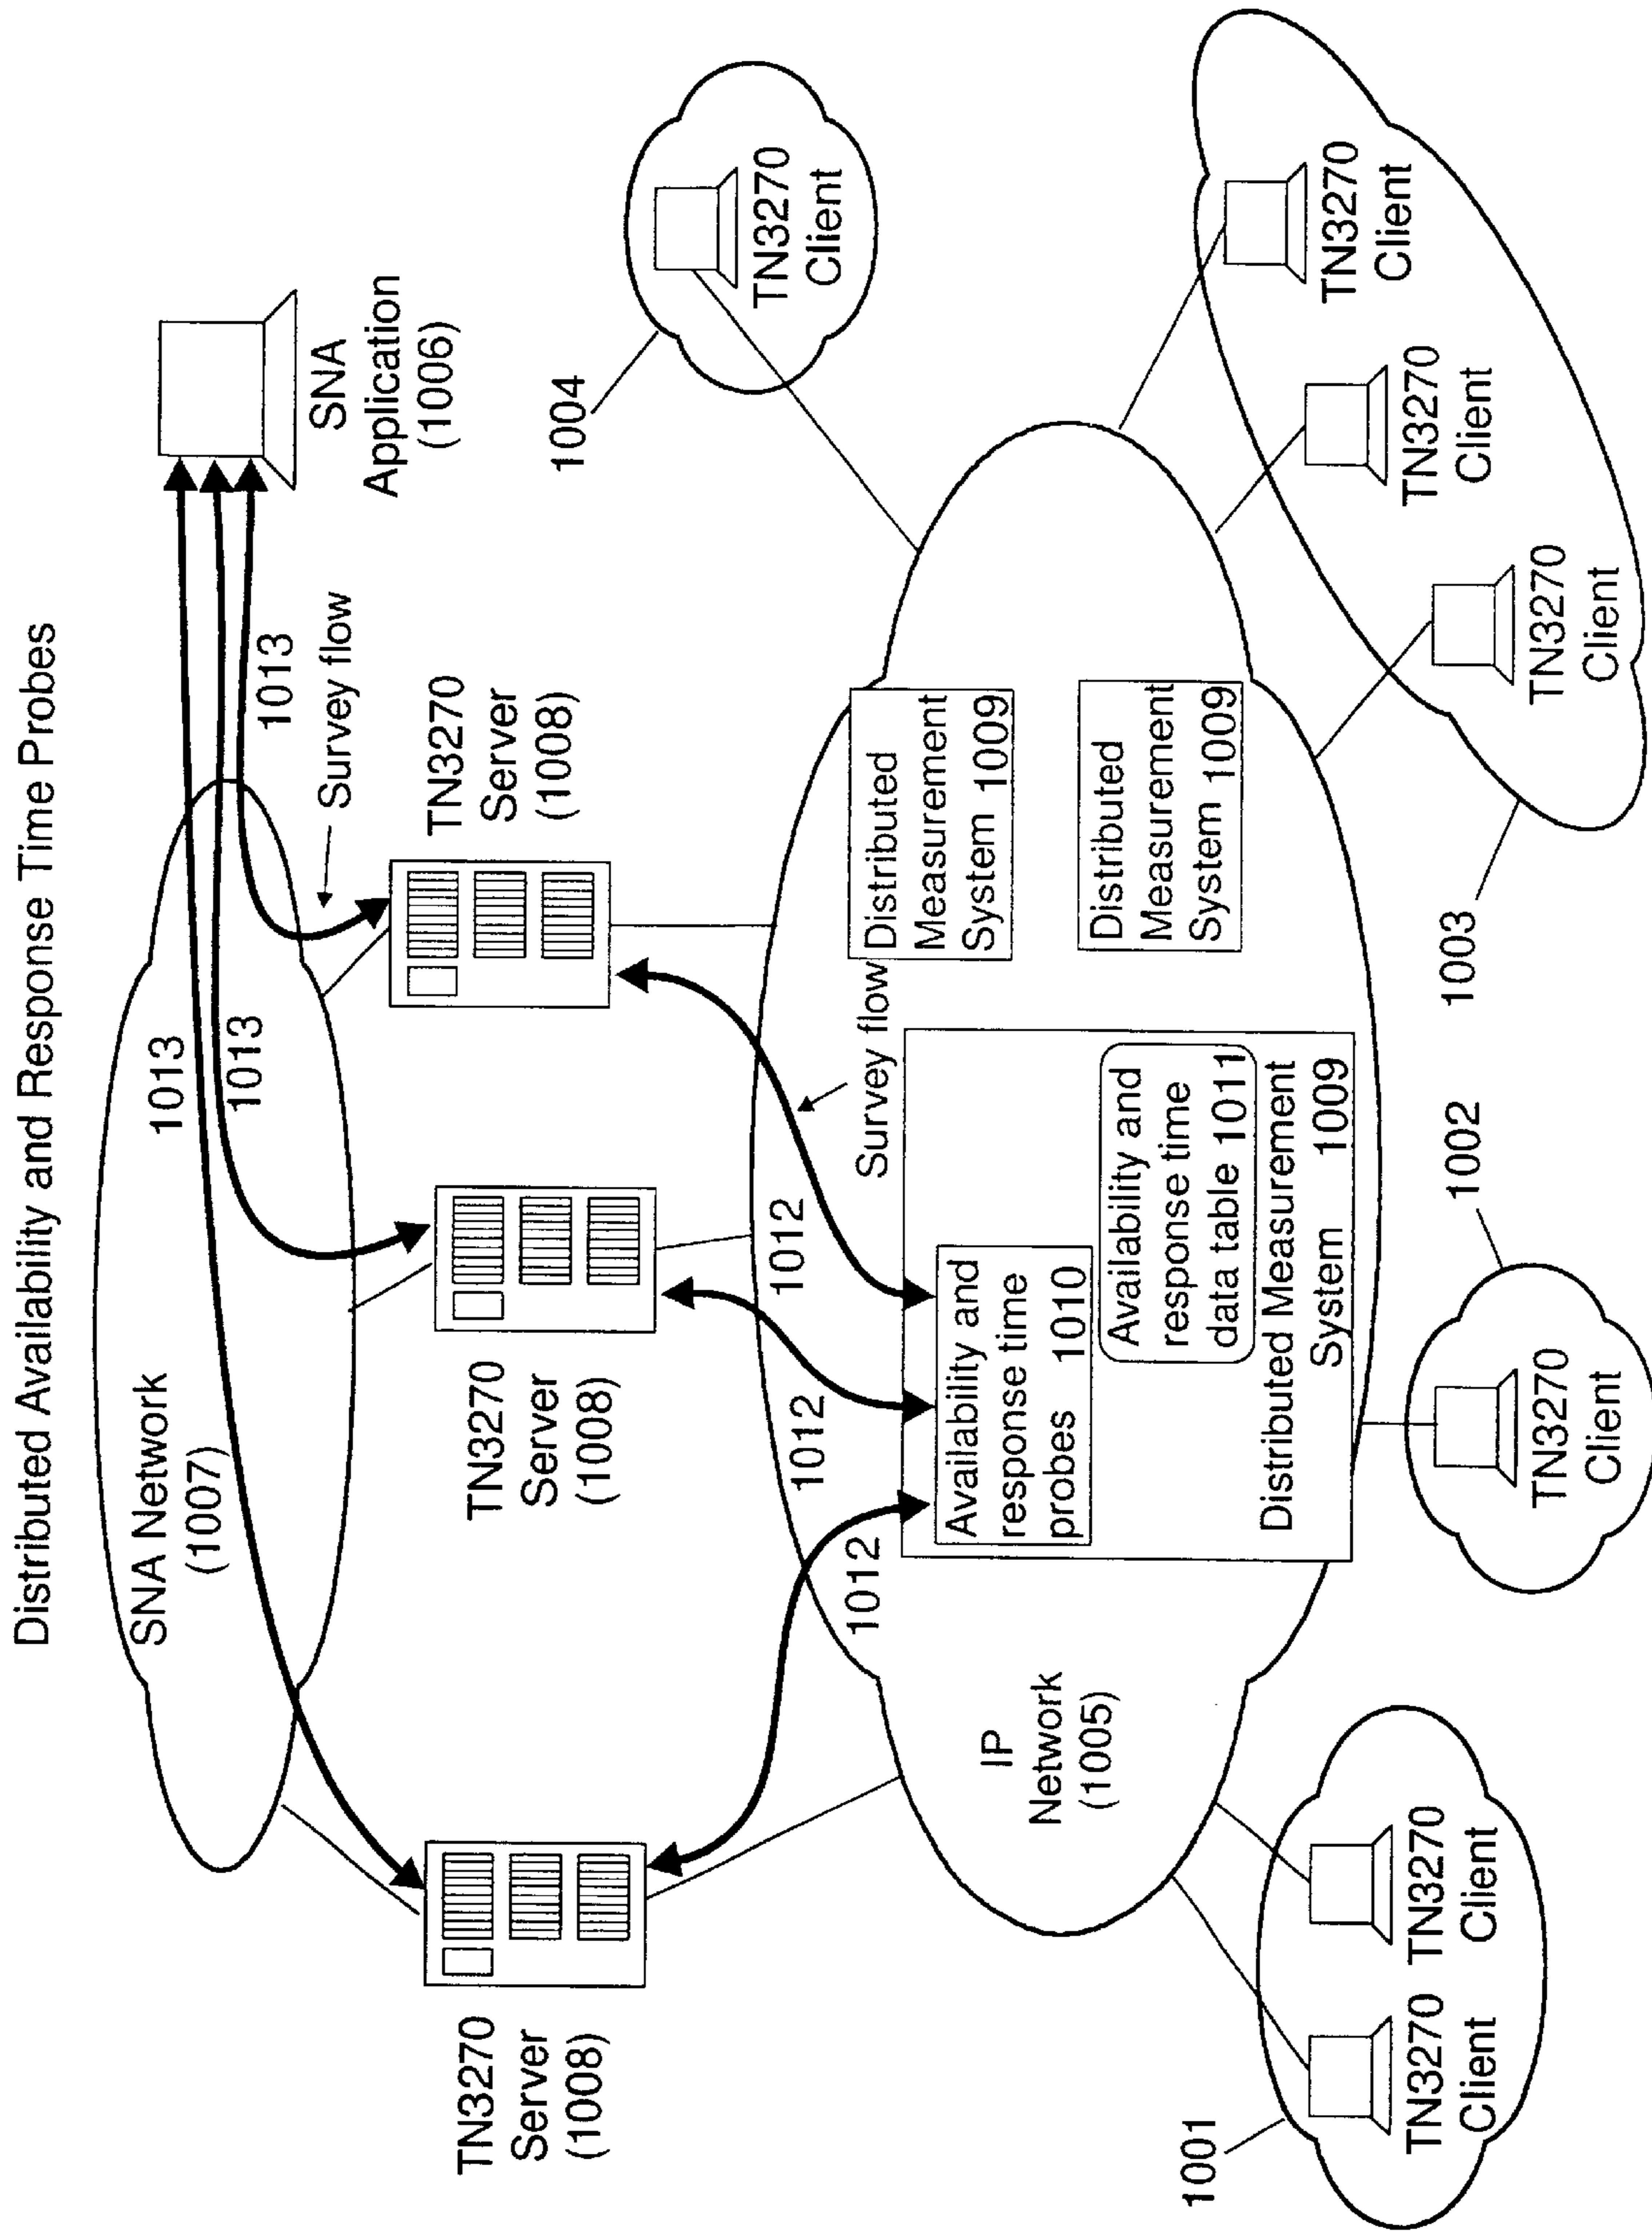 Distributed Availability and Response Time Probes
SNA Network
(1007)
1013
1013
1013
Survey flow
SNA
Application
(1006)
TN3270
Server
(1008)
TN3270
Server
(1008)
TN3270
Server
(1008)
1004
TN3270
Client
1012
1012
1012
Survey flow
IP
Network
(1005)
Availability and
response time
probes 1010
Availability and
response time
data table 1011
Distributed Measurement
System 1009
Distributed
Measurement
System 1009
Distributed
Measurement
System 1009
1001
TN3270
Client
TN3270
Client
1002
TN3270
Client
1003
TN3270
Client
TN3270
Client
TN3270
Client